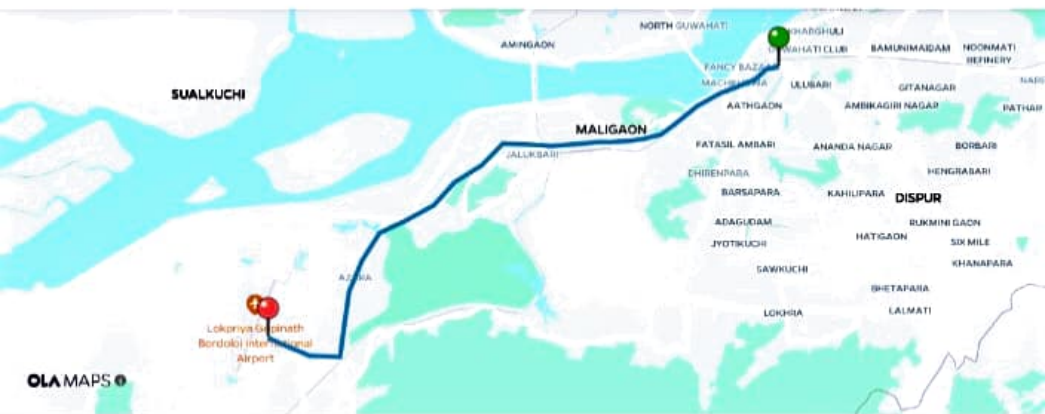 NORTH GUWAHATI
KHARGHULI
AMINGAON
GUWAHATI CLUB
BAMUNIMAIDAM
NOONMATI
REFINERY
FANCY BAZAAR
MACHKHOWA
ULUBARI
GITANAGAR
NARE
SUALKUCHI
AATHGAON
AMBIKAGIRI NAGAR
PATHAR
MALIGAON
JALUKBARI
FATASIL AMBARI
ANANDA NAGAR
BORBARI
DHIRENPARA
HENGRABARI
BARSAPARA
KAHILIPARA
DISPUR
ADAGUDAM
RUKMINI GAON
HATIGAON
SIX MILE
JYOTIKUCHI
KHANAPARA
SAWKUCHI
AZARA
BHETAPARA
LOKHRA
LALMATI
Lokpriya Gopinath
Bordoloi International
Airport
OLA MAPS